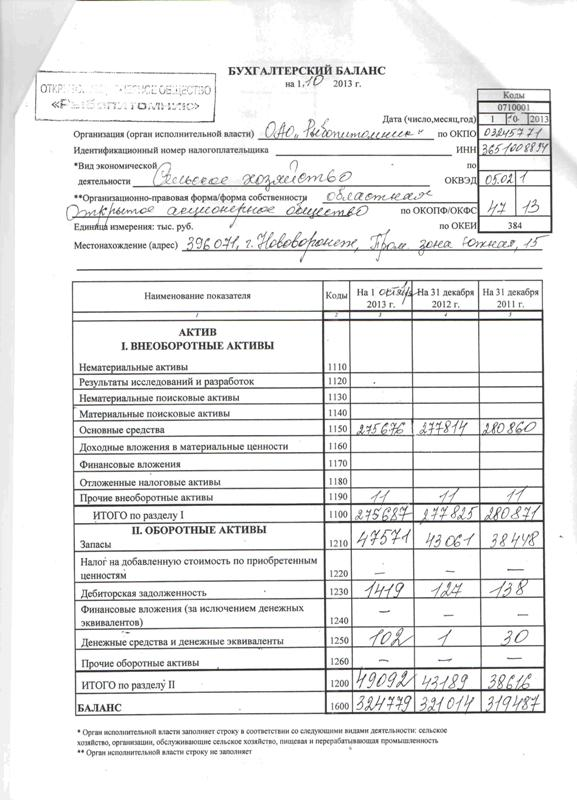 БУХГАЛТЕРСКИЙ БАЛАНС
на 1.10 2013 г.
ОТКРЫТОЕ АКЦИОНЕРНОЕ ОБЩЕСТВО
«РЫБОПИТОМНИК»
Коды
0710001
Дата (число,месяц,год) 1 10 2013
Организация (орган исполнительной власти) ОАО "Рыбопитомник" по ОКПО 03245771
Идентификационный номер налогоплательщика ИНН
*Вид экономической по
деятельности Сельское хозяйство ОКВЭД 05.02.1
**Организационно-правовая форма/форма собственности областная
Открытое акционерное общество по ОКОПФ/ОКФС 47 13
Единица измерения: тыс. руб. по ОКЕИ 384
Местонахождение (адрес) 396071, г. Нововоронеж, Пром. зона Южная, 15
Наименование показателя Коды На 1 октября 2013 г. На 31 декабря 2012 г. На 31 декабря 2011 г.
1 2 3 4 5
АКТИВ
I. ВНЕОБОРОТНЫЕ АКТИВЫ
Нематериальные активы 1110
Результаты исследований и разработок 1120
Нематериальные поисковые активы 1130
Материальные поисковые активы 1140
Основные средства 1150 275676 277814 280860
Доходные вложения в материальные ценности 1160
Финансовые вложения 1170
Отложенные налоговые активы 1180
Прочие внеоборотные активы 1190 11 11 11
ИТОГО по разделу I 1100 275687 277825 280871
II. ОБОРОТНЫЕ АКТИВЫ
Запасы 1210 47571 43061 38448
Налог на добавленную стоимость по приобретенным
ценностям 1220 — — —
Дебиторская задолженность 1230 1419 127 138
Финансовые вложения (за ислючением денежных
эквивалентов) 1240 — — —
Денежные средства и денежные эквиваленты 1250 102 1 30
Прочие оборотные активы 1260 — — —
ИТОГО по разделу II 1200 49092 43189 38616
БАЛАНС 1600 324779 321014 319487
* Орган исполнительной власти заполняет строку в соответствии со следующими видами деятельности: сельское
хозяйство, организации, обслуживающие сельское хозяйство, пищевая и перерабатывающая промышленность
** Орган исполнительной власти строку не заполняет